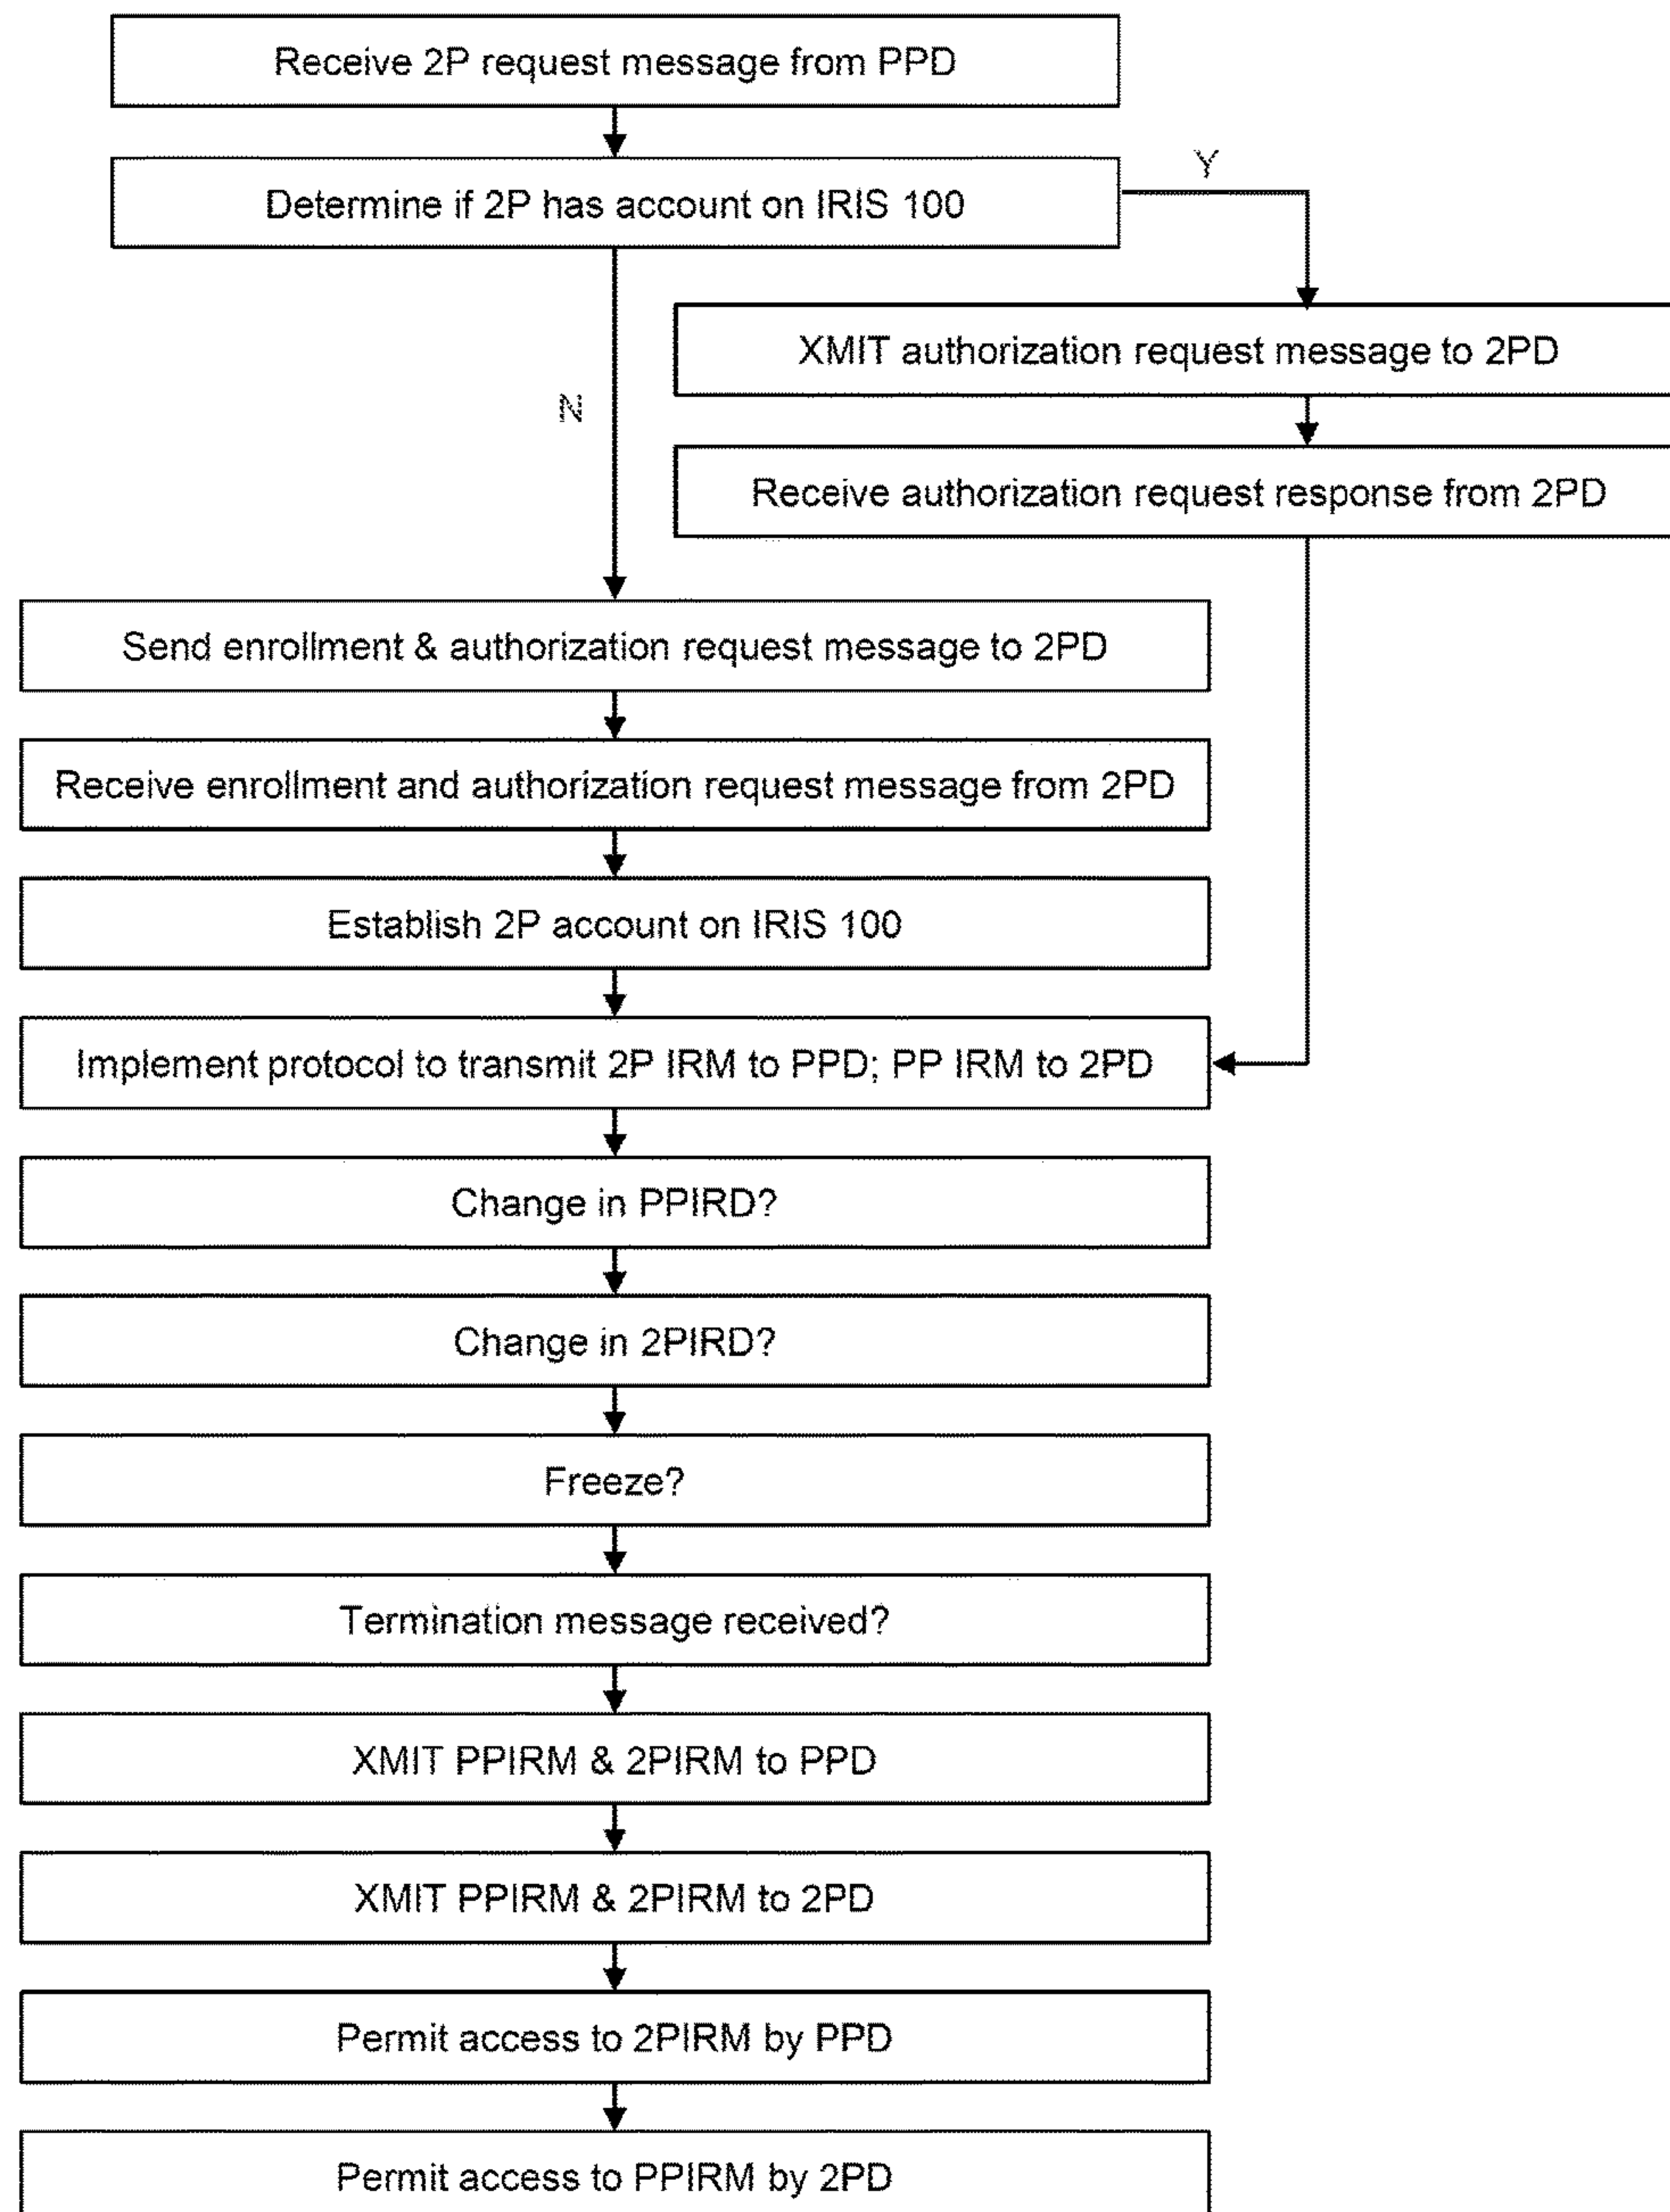 Receive 2P request message from PPD
Determine if 2P has account on IRIS 100
Y
XMIT authorization request message to 2PD
N
Receive authorization request response from 2PD
Send enrollment & authorization request message to 2PD
Receive enrollment and authorization request message from 2PD
Establish 2P account on IRIS 100
Implement protocol to transmit 2P IRM to PPD; PP IRM to 2PD
Change in PPIRD?
Change in 2PIRD?
Freeze?
Termination message received?
XMIT PPIRM & 2PIRM to PPD
XMIT PPIRM & 2PIRM to 2PD
Permit access to 2PIRM by PPD
Permit access to PPIRM by 2PD